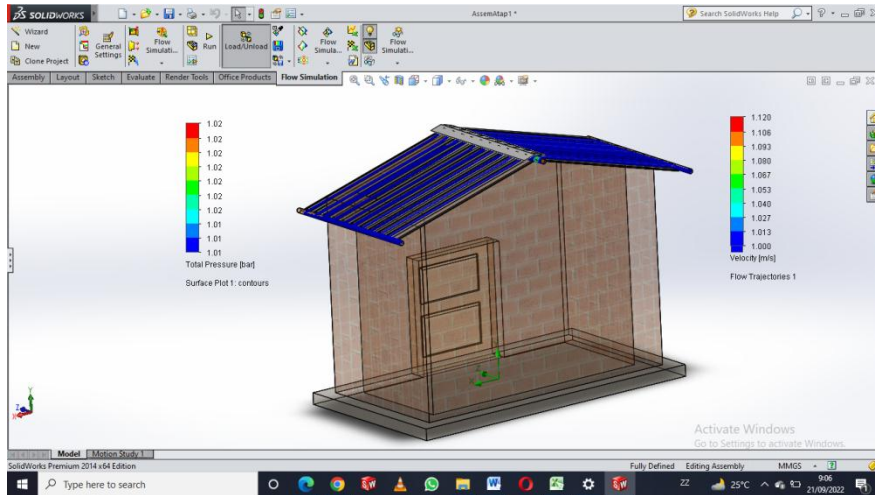 SOLIDWORKS
AssemAtap1 *
Search SolidWorks Help
Wizard
New
Clone Project
General Settings
Flow Simulati...
Run
Load/Unload
Flow Simula...
Flow Simulati...
Assembly Layout Sketch Evaluate Render Tools Office Products Flow Simulation
1.02
1.02
1.02
1.02
1.02
1.02
1.02
1.01
1.01
1.01
Total Pressure [bar]
Surface Plot 1: contours
1.120
1.106
1.093
1.080
1.067
1.053
1.040
1.027
1.013
1.000
Velocity [m/s]
Flow Trajectories 1
Activate Windows
Go to Settings to activate Windows.
Model Motion Study 1
SolidWorks Premium 2014 x64 Edition
Fully Defined Editing Assembly MMGS
Type here to search
ZZ 25°C 9:06
21/09/2022